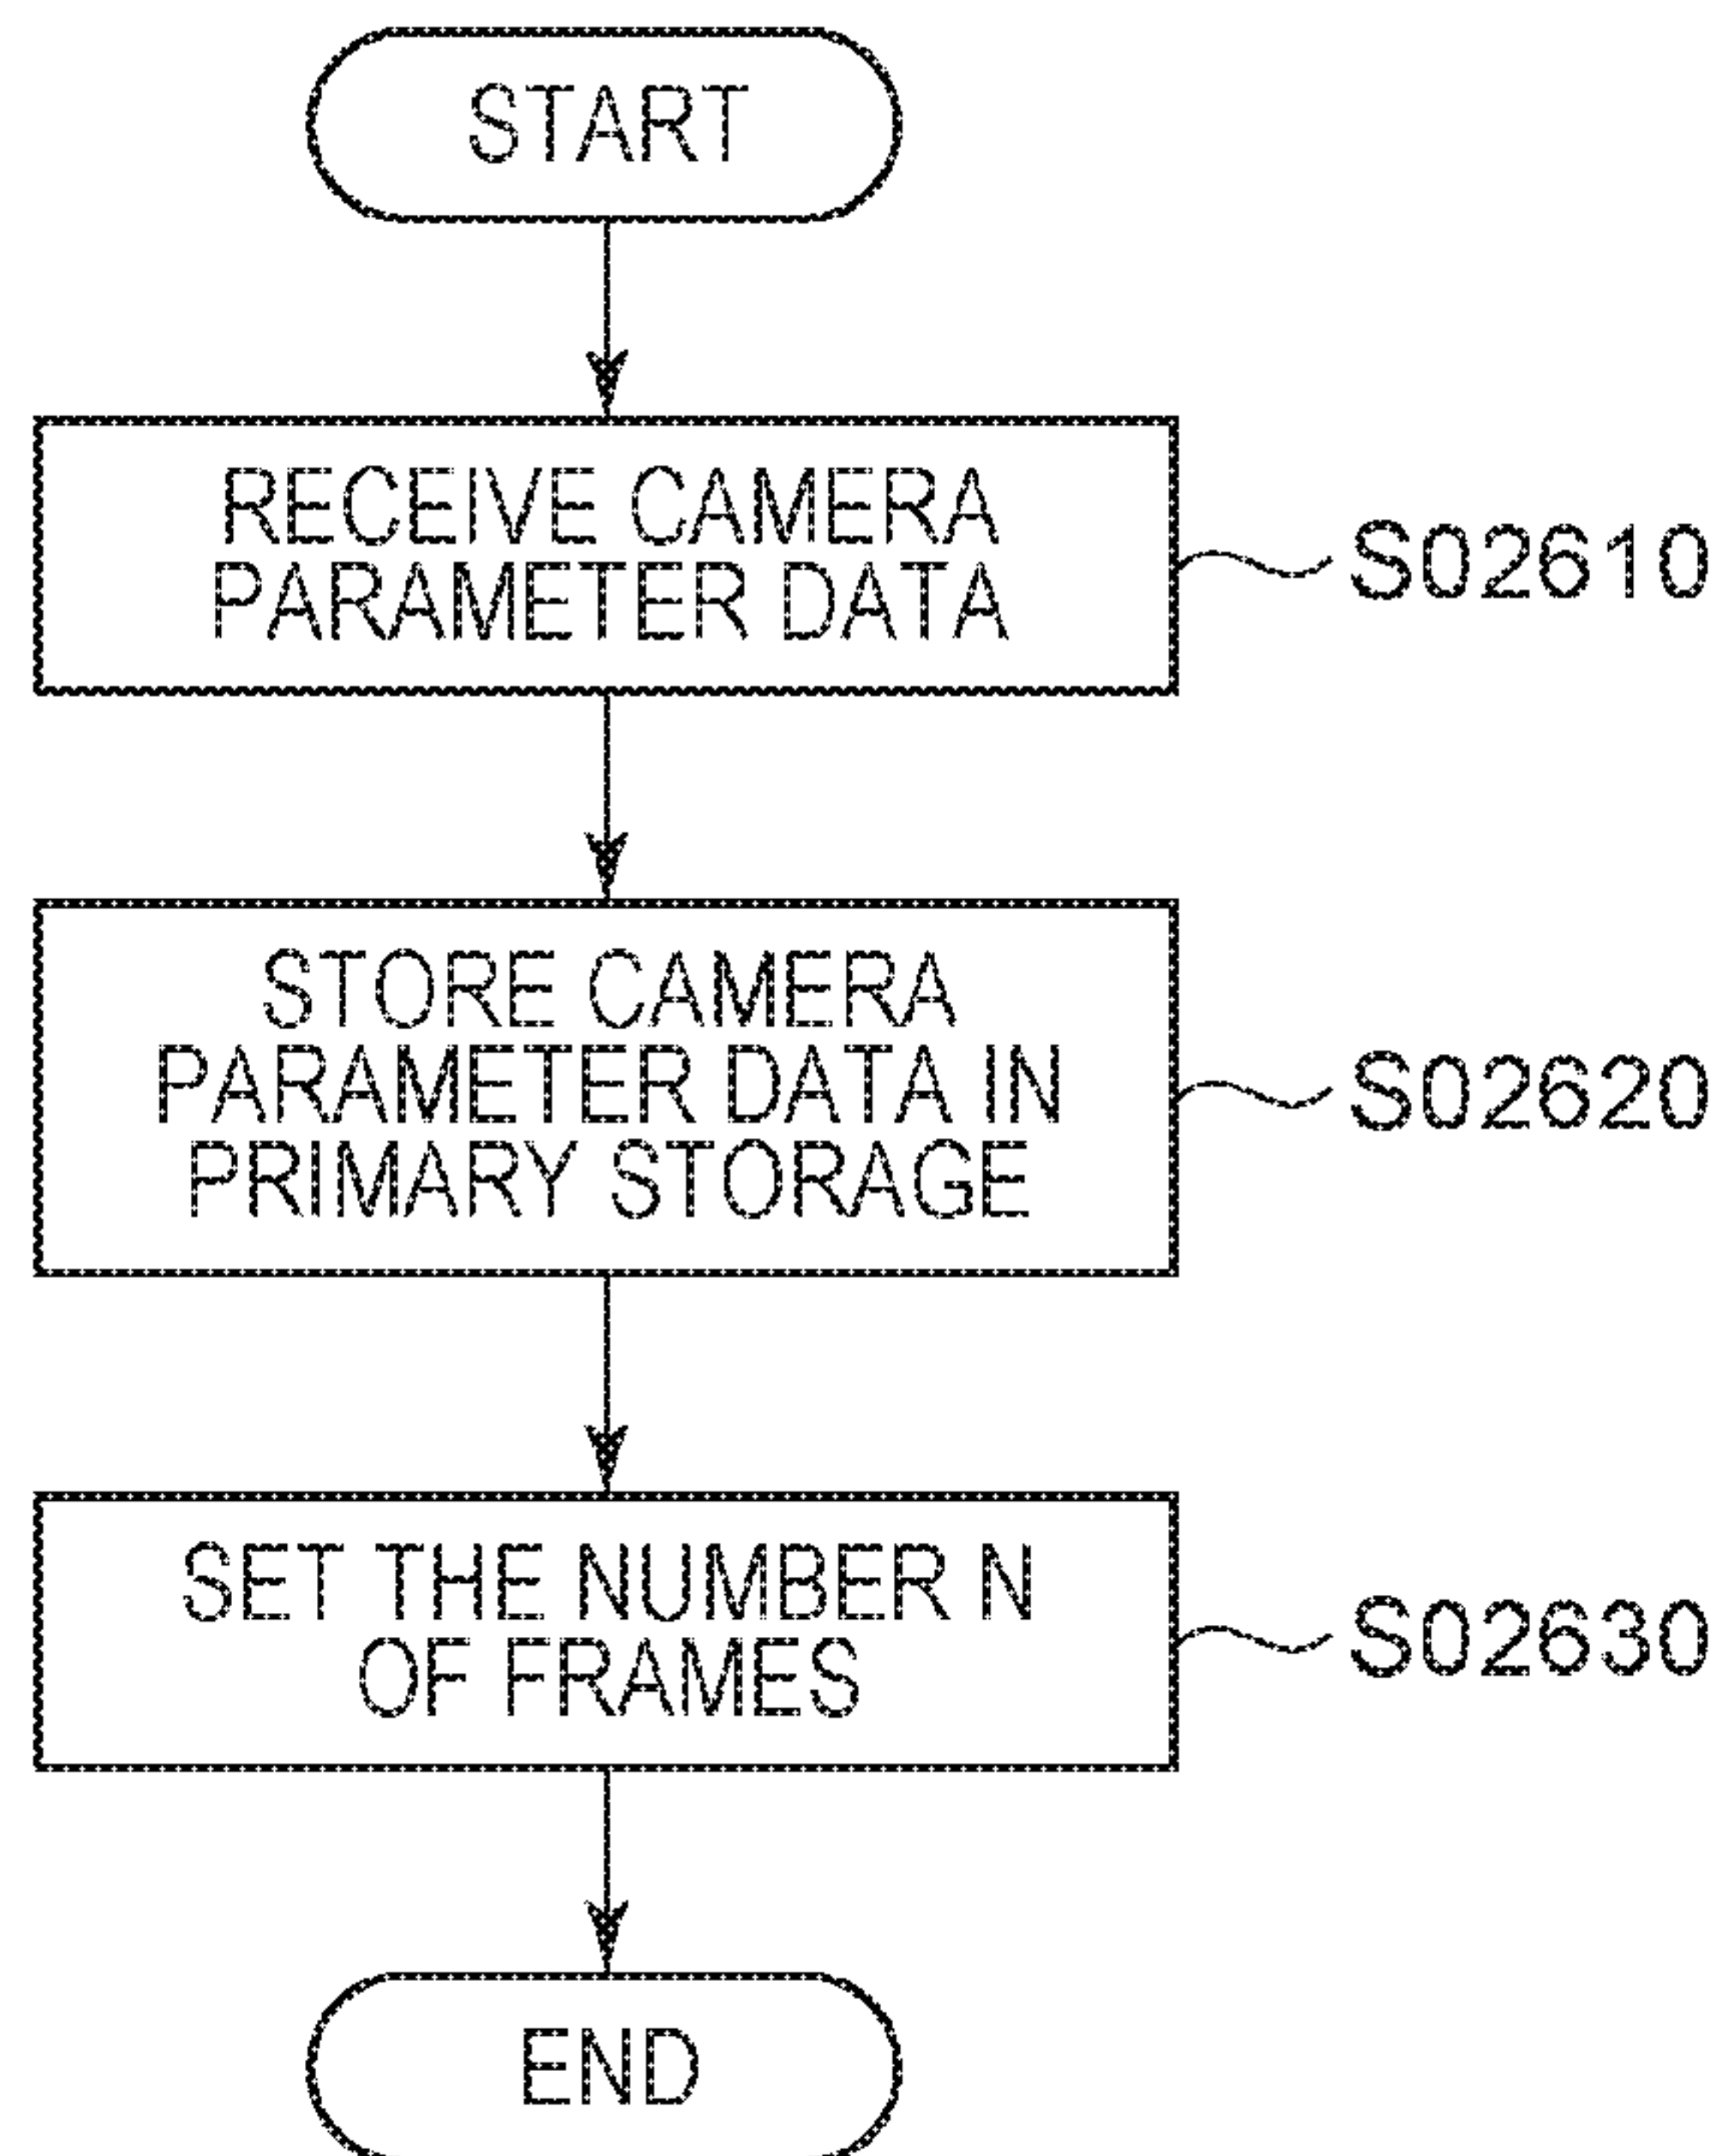 START
RECEIVE CAMERA
PARAMETER DATA
S02610
STORE CAMERA
PARAMETER DATA IN
PRIMARY STORAGE
S02620
SET THE NUMBER N
OF FRAMES
S02630
END